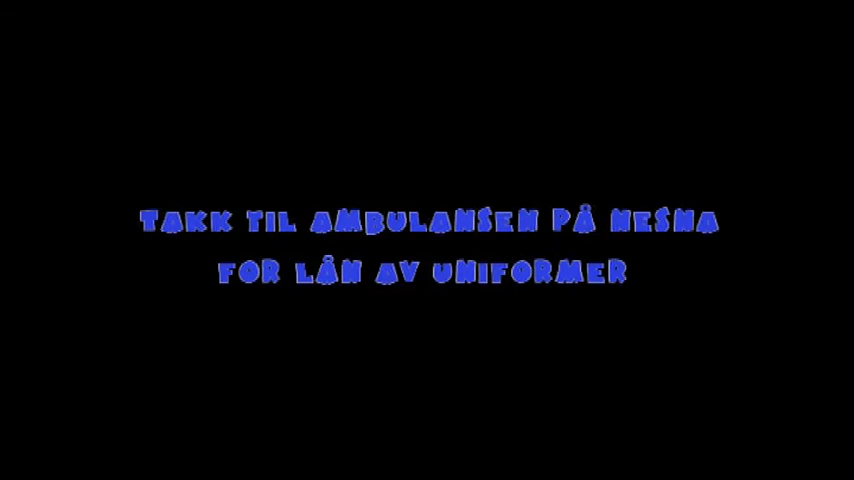 TAKK TIL AMBULANSEN PÅ NESNA
FOR LÅN AV UNIFORMER